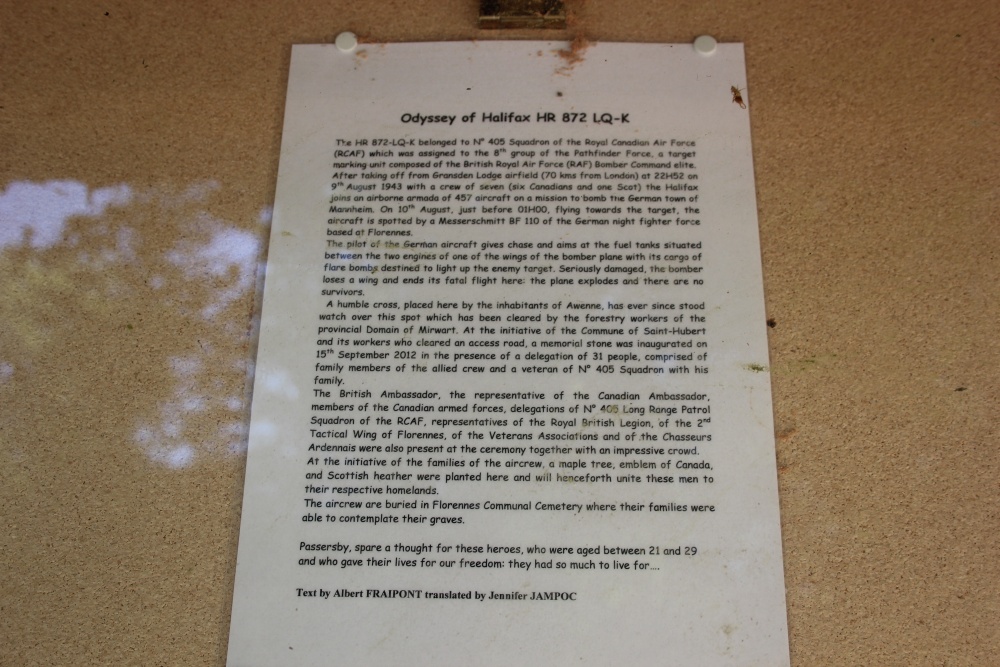 Odyssey of Halifax HR 872 LQ-K
The HR 872-LQ-K belonged to N° 405 Squadron of the Royal Canadian Air Force
(RCAF) which was assigned to the 8th group of the Pathfinder Force, a target
marking unit composed of the British Royal Air Force (RAF) Bomber Command elite.
After taking off from Gransden Lodge airfield (70 kms from London) at 22H52 on
9th August 1943 with a crew of seven (six Canadians and one Scot) the Halifax
joins an airborne armada of 457 aircraft on a mission to bomb the German town of
Mannheim. On 10th August, just before 01H00, flying towards the target, the
aircraft is spotted by a Messerschmitt BF 110 of the German night fighter force
based at Florennes.
The pilot of the German aircraft gives chase and aims at the fuel tanks situated
between the two engines of one of the wings of the bomber plane with its cargo of
flare bombs destined to light up the enemy target. Seriously damaged, the bomber
loses a wing and ends its fatal flight here: the plane explodes and there are no
survivors.
A humble cross, placed here by the inhabitants of Awenne, has ever since stood
watch over this spot which has been cleared by the forestry workers of the
provincial Domain of Mirwart. At the initiative of the Commune of Saint-Hubert
and its workers who cleared an access road, a memorial stone was inaugurated on
15th September 2012 in the presence of a delegation of 31 people, comprised of
family members of the allied crew and a veteran of N° 405 Squadron with his
family.
The British Ambassador, the representative of the Canadian Ambassador,
members of the Canadian armed forces, delegations of N° 405 Long Range Patrol
Squadron of the RCAF, representatives of the Royal British Legion, of the 2nd
Tactical Wing of Florennes, of the Veterans Associations and of the Chasseurs
Ardennais were also present at the ceremony together with an impressive crowd.
At the initiative of the families of the aircrew, a maple tree, emblem of Canada,
and Scottish heather were planted here and will henceforth unite these men to
their respective homelands.
The aircrew are buried in Florennes Communal Cemetery where their families were
able to contemplate their graves.
Passersby, spare a thought for these heroes, who were aged between 21 and 29
and who gave their lives for our freedom: they had so much to live for....
Text by Albert FRAIPONT translated by Jennifer JAMPOC